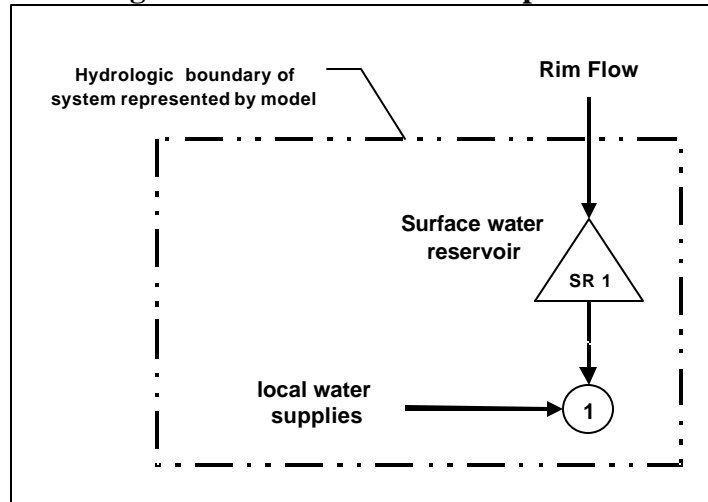 Hydrologic boundary of
system represented by model
Rim Flow
Surface water
reservoir
SR 1
local water
supplies
1